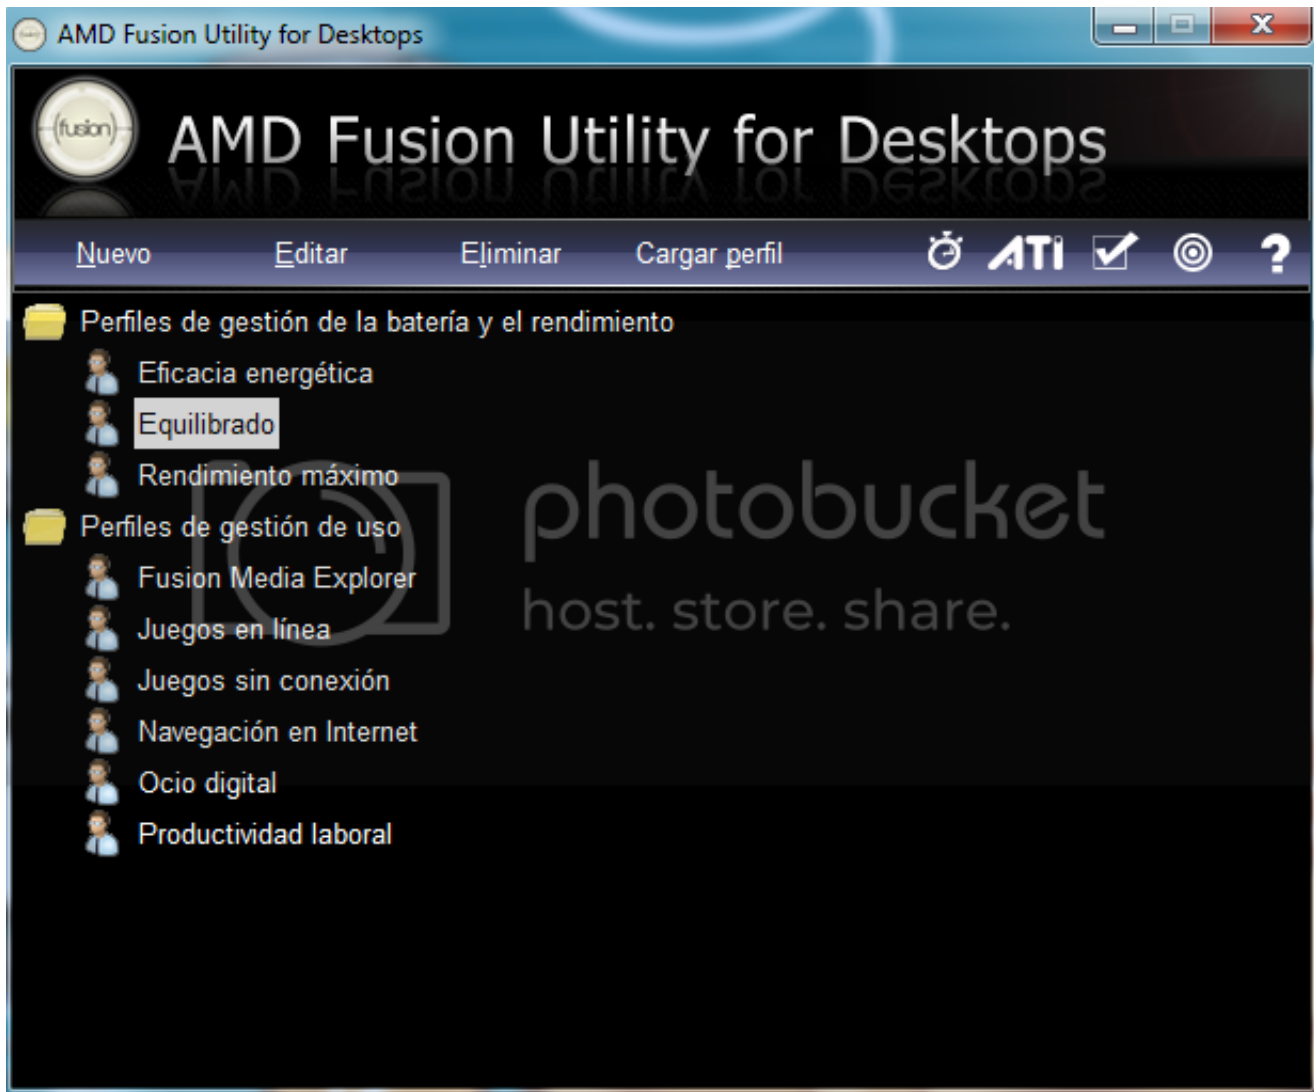 AMD Fusion Utility for Desktops
(fusion)
AMD Fusion Utility for Desktops
Nuevo Editar Eliminar Cargar perfil ATI ?
Perfiles de gestión de la batería y el rendimiento
Eficacia energética
Equilibrado
Rendimiento máximo
Perfiles de gestión de uso
Fusion Media Explorer
Juegos en línea
Juegos sin conexión
Navegación en Internet
Ocio digital
Productividad laboral
photobucket
host. store. share.